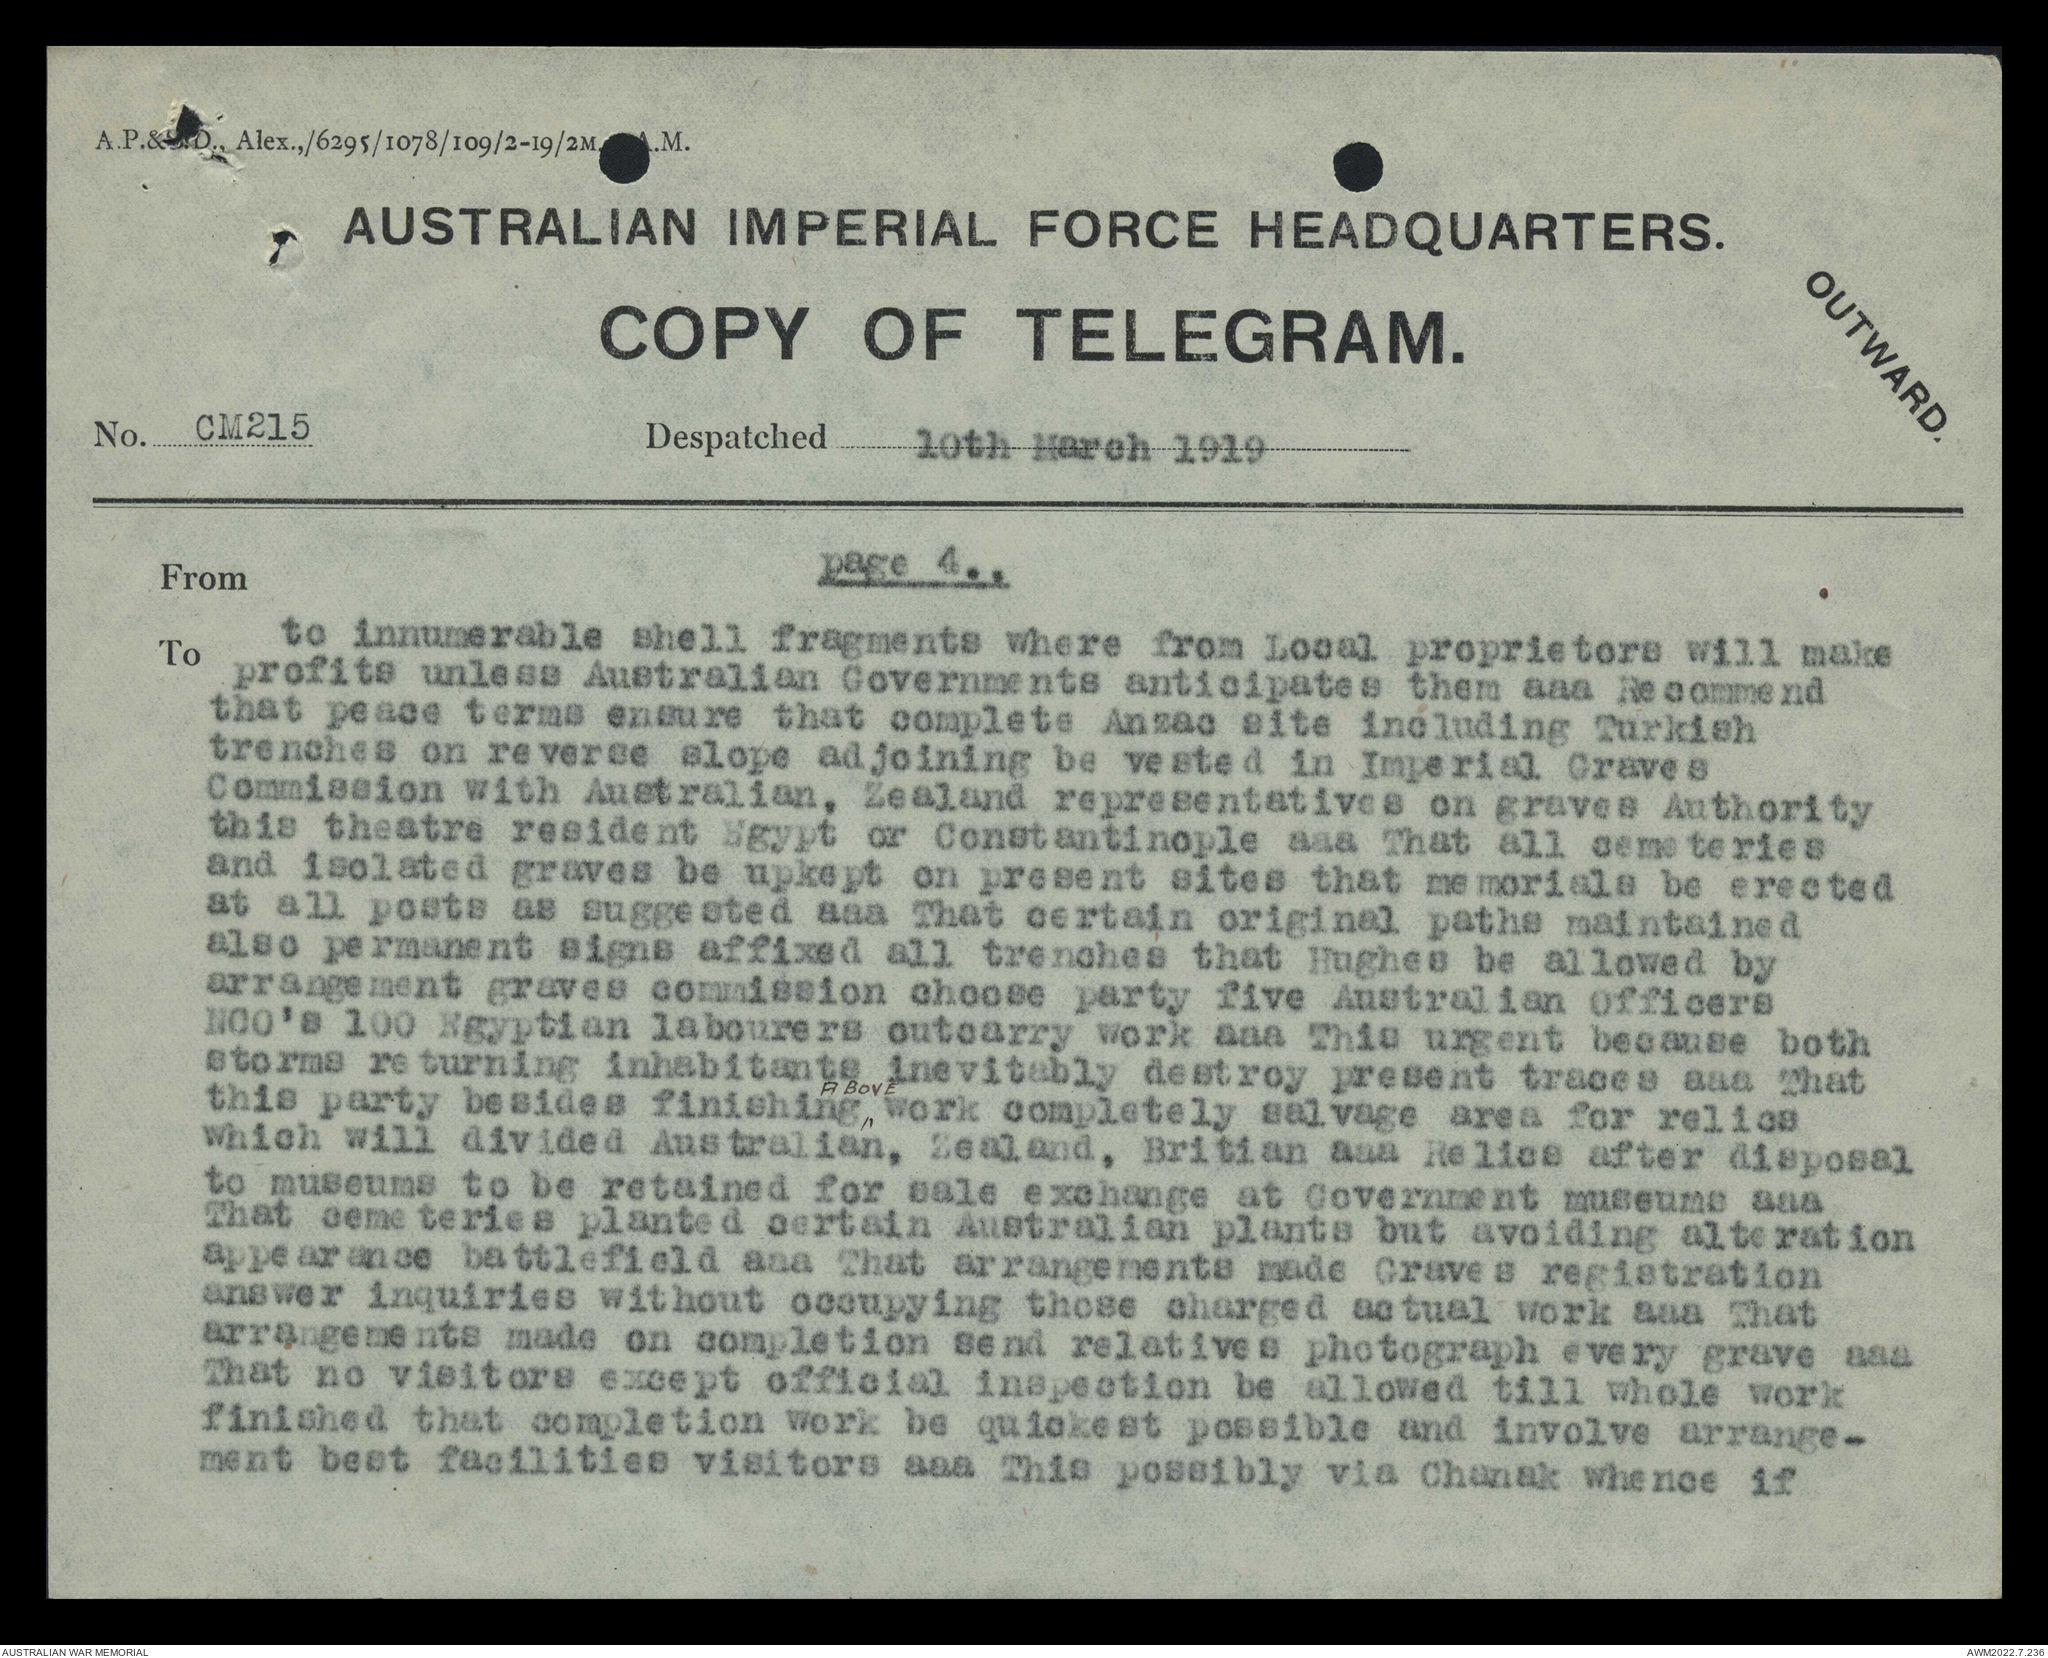 A.P.&S.D., Alex.,/6295/1078/109/2-19/2M. A.M.
AUSTRALIAN IMPERIAL FORCE HEADQUARTERS.
COPY OF TELEGRAM.
OUTWARD.
No. CM215 Despatched 10th March 1919
From page 4..
To to innumerable shell fragments where from Local proprietors will make
profits unless Australian Governments anticipates them aaa Recommend
that peace terms ensure that complete Anzac site including Turkish
trenches on reverse slope adjoining be vested in Imperial Graves
Commission with Australian, Zealand representatives on graves Authority
this theatre resident Egypt or Constantinople aaa That all cemeteries
and isolated graves be upkept on present sites that memorials be erected
at all posts as suggested aaa That certain original paths maintained
also permanent signs affixed all trenches that Hughes be allowed by
arrangement graves commission choose party five Australian Officers
NCO's 100 Egyptian labourers outcarry work aaa This urgent because both
storms returning inhabitants inevitably destroy present traces aaa That
this party besides finishing ABOVE work completely salvage area for relics
which will divided Australian, Zealand, Britian aaa Relics after disposal
to museums to be retained for sale exchange at Government museums aaa
That cemeteries planted certain Australian plants but avoiding alteration
appearance battlefield aaa That arrangements made Graves registration
answer inquiries without occupying those charged actual work aaa That
arrangements made on completion send relatives photograph every grave aaa
That no visitors except official inspection be allowed till whole work
finished that completion work be quickest possible and involve arrange-
ment best facilities visitors aaa This possibly via Chanak whence if
AUSTRALIAN WAR MEMORIAL AWM2022.7.236